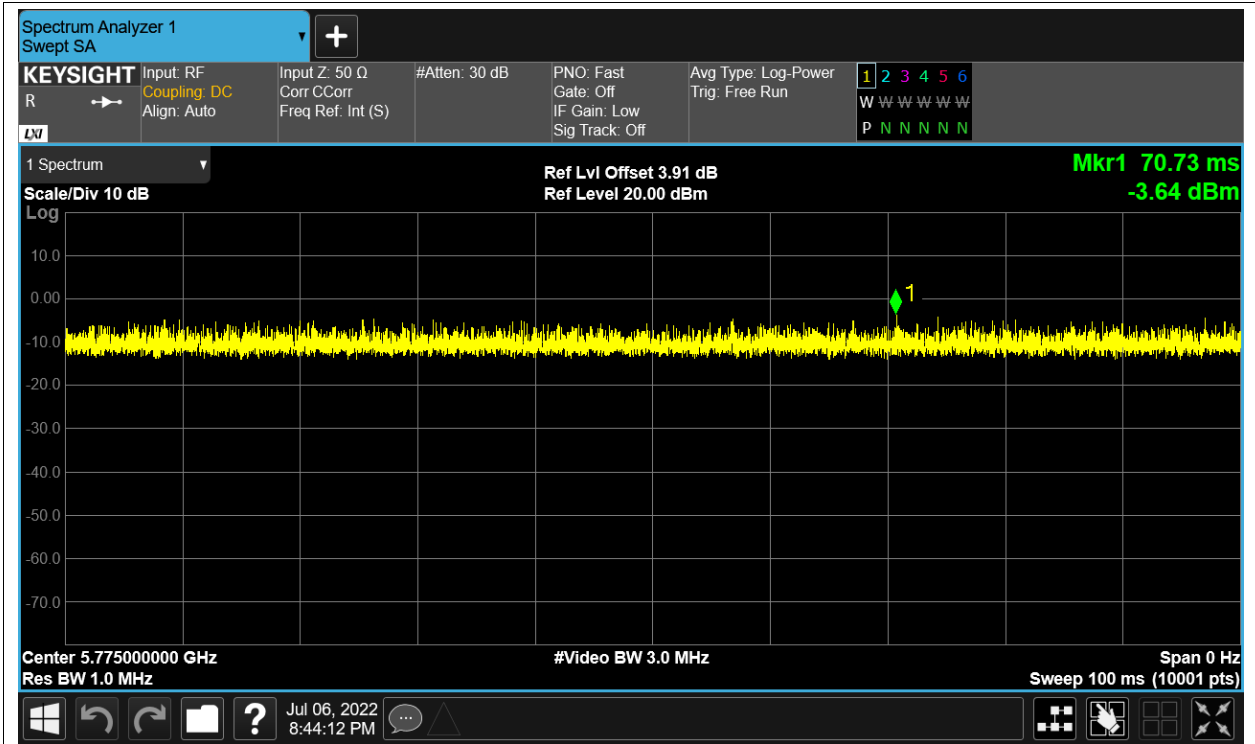 Spectrum Analyzer 1
Swept SA
KEYSIGHT
R
LXI
Input: RF
Coupling: DC
Align: Auto
Input Z: 50 Ω
Corr CCorr
Freq Ref: Int (S)
#Atten: 30 dB
PNO: Fast
Gate: Off
IF Gain: Low
Sig Track: Off
Avg Type: Log-Power
Trig: Free Run
1 2 3 4 5 6
W W W W W W
P N N N N N
1 Spectrum
Scale/Div 10 dB
Ref Lvl Offset 3.91 dB
Ref Level 20.00 dBm
Mkr1 70.73 ms
-3.64 dBm
Log
10.0
0.00
-10.0
-20.0
-30.0
-40.0
-50.0
-60.0
-70.0
1
Center 5.775000000 GHz
Res BW 1.0 MHz
#Video BW 3.0 MHz
Span 0 Hz
Sweep 100 ms (10001 pts)
?
Jul 06, 2022
8:44:12 PM